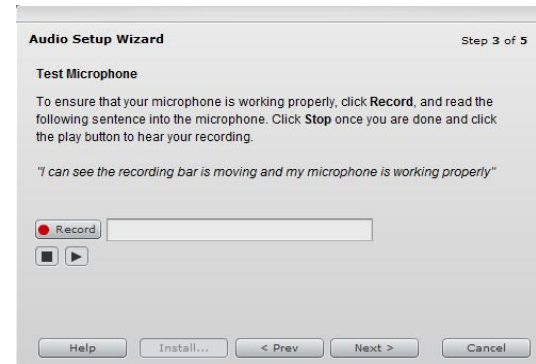 Audio Setup Wizard
Step 3 of 5
Test Microphone
To ensure that your microphone is working properly, click Record, and read the
following sentence into the microphone. Click Stop once you are done and click
the play button to hear your recording.
"I can see the recording bar is moving and my microphone is working properly"
Record
Help
Install...
< Prev
Next >
Cancel